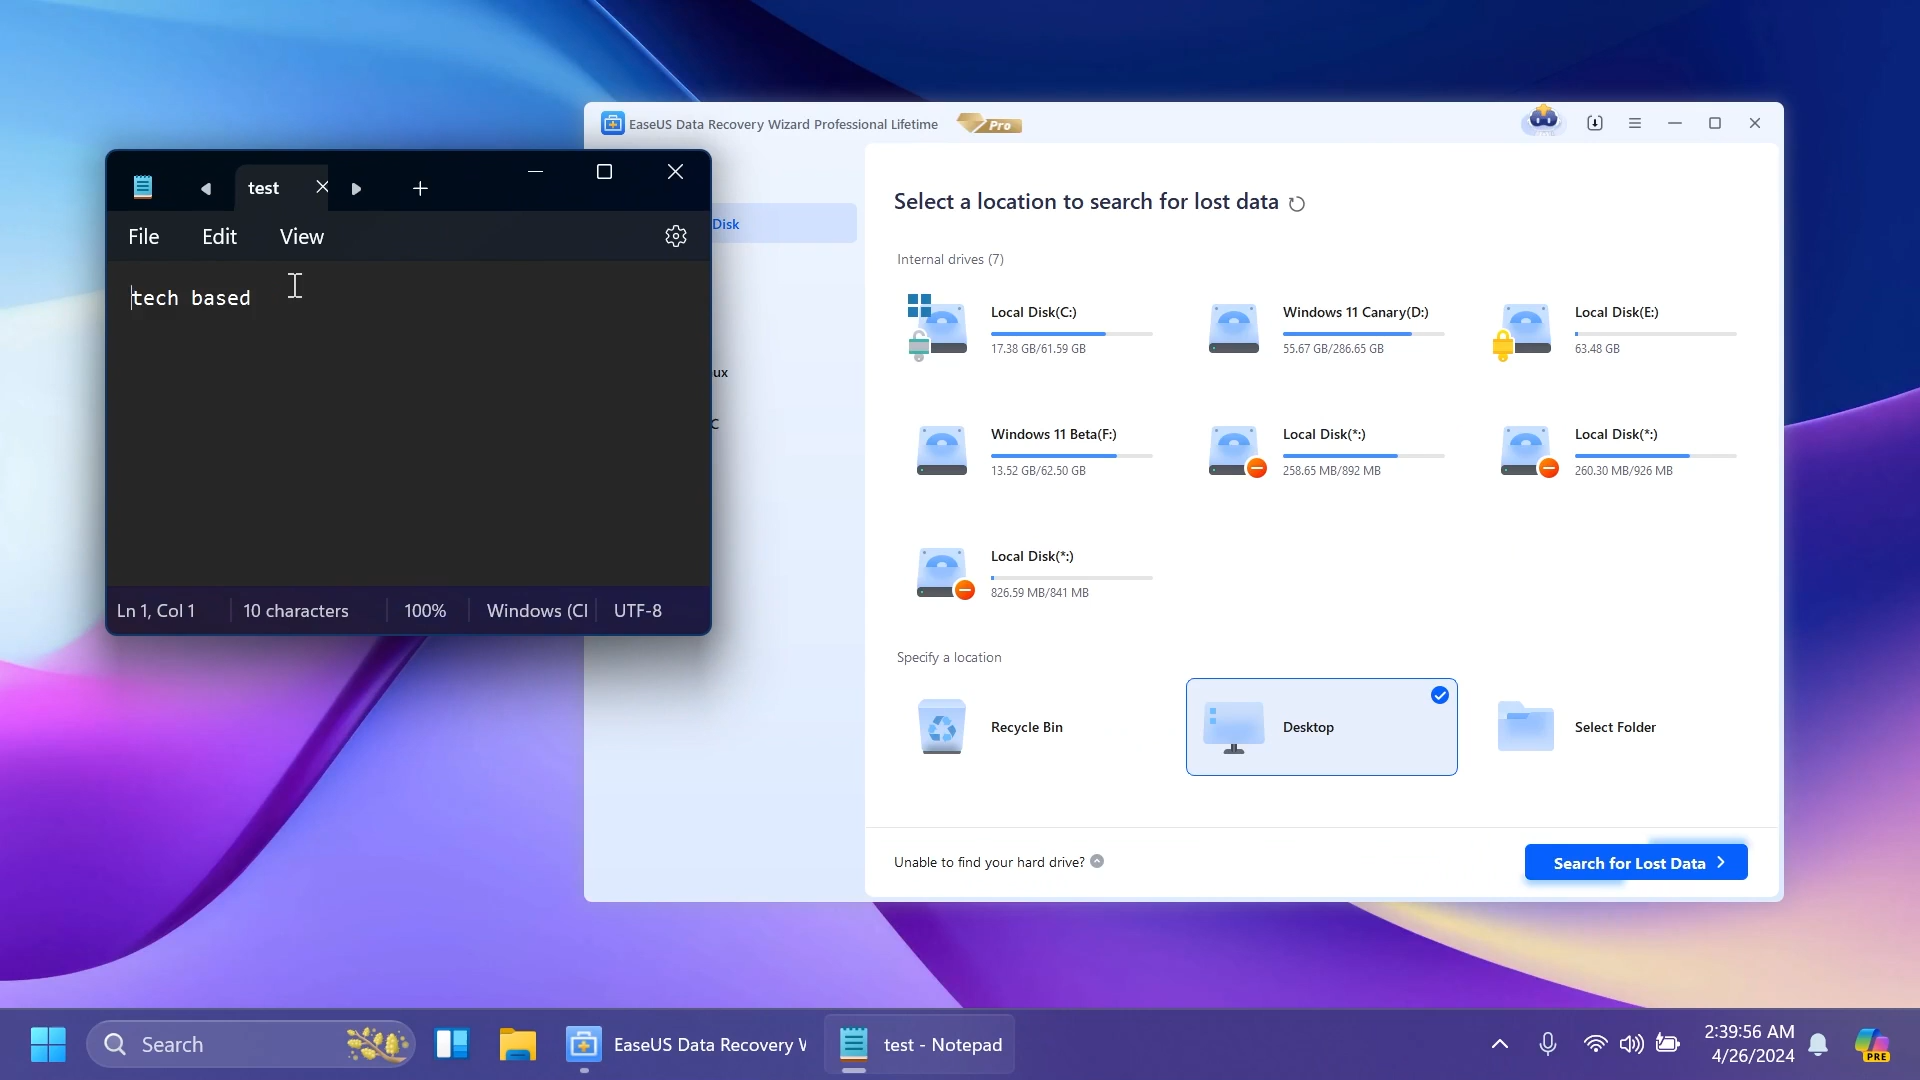 EaseUS Data Recovery Wizard Professional Lifetime
Pro
test
File Edit View
tech based
Ln 1, Col 1
10 characters
100%
Windows (Cl
UTF-8
Disk
ux
C
Select a location to search for lost data
Internal drives (7)
Local Disk(C:)
17.38 GB/61.59 GB
Windows 11 Canary(D:)
55.67 GB/286.65 GB
Local Disk(E:)
63.48 GB
Windows 11 Beta(F:)
13.52 GB/62.50 GB
Local Disk(*:)
258.65 MB/892 MB
Local Disk(*:)
260.30 MB/926 MB
Local Disk(*:)
826.59 MB/841 MB
Specify a location
Recycle Bin
Desktop
Select Folder
Unable to find your hard drive?
Search for Lost Data
Search
EaseUS Data Recovery V
test - Notepad
2:39:56 AM
4/26/2024
PRE